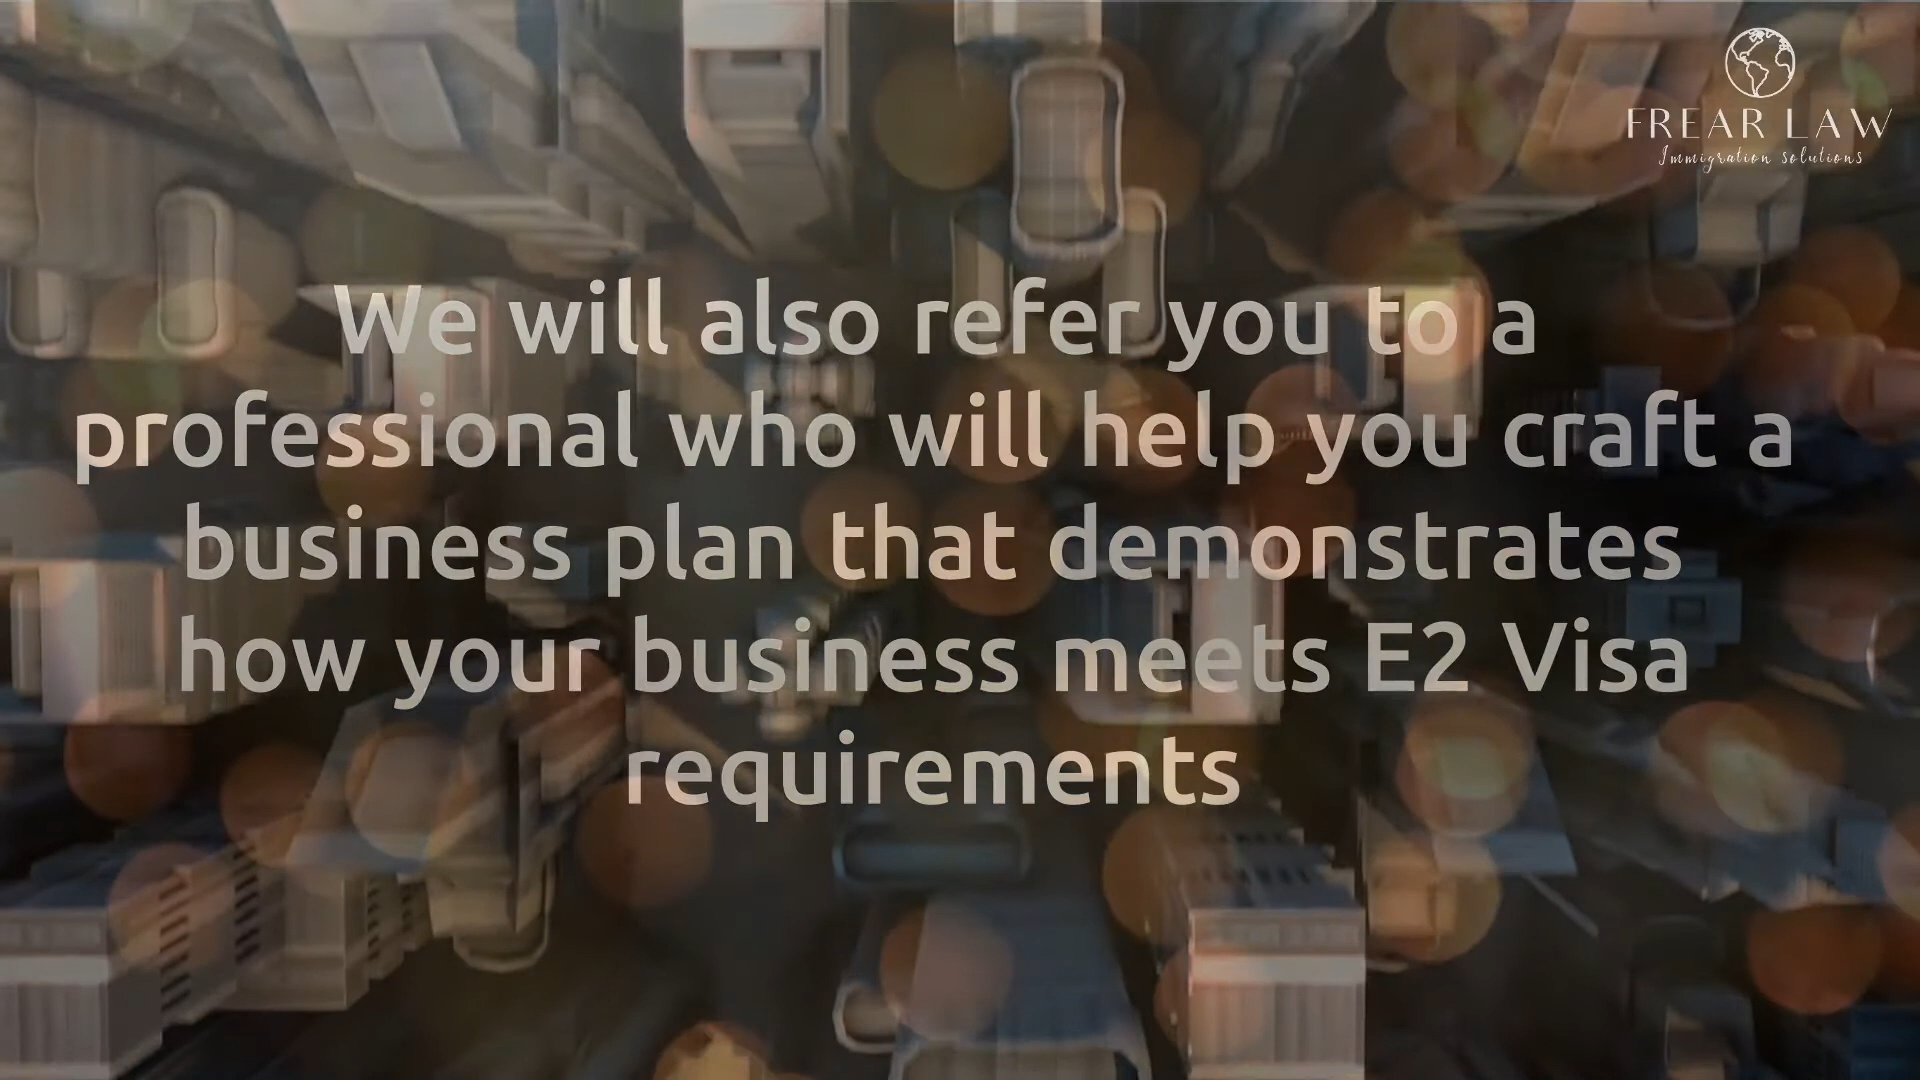 FREAR LAW
Immigration solutions
We will also refer you to a
professional who will help you craft a
business plan that demonstrates
how your business meets E2 Visa
requirements